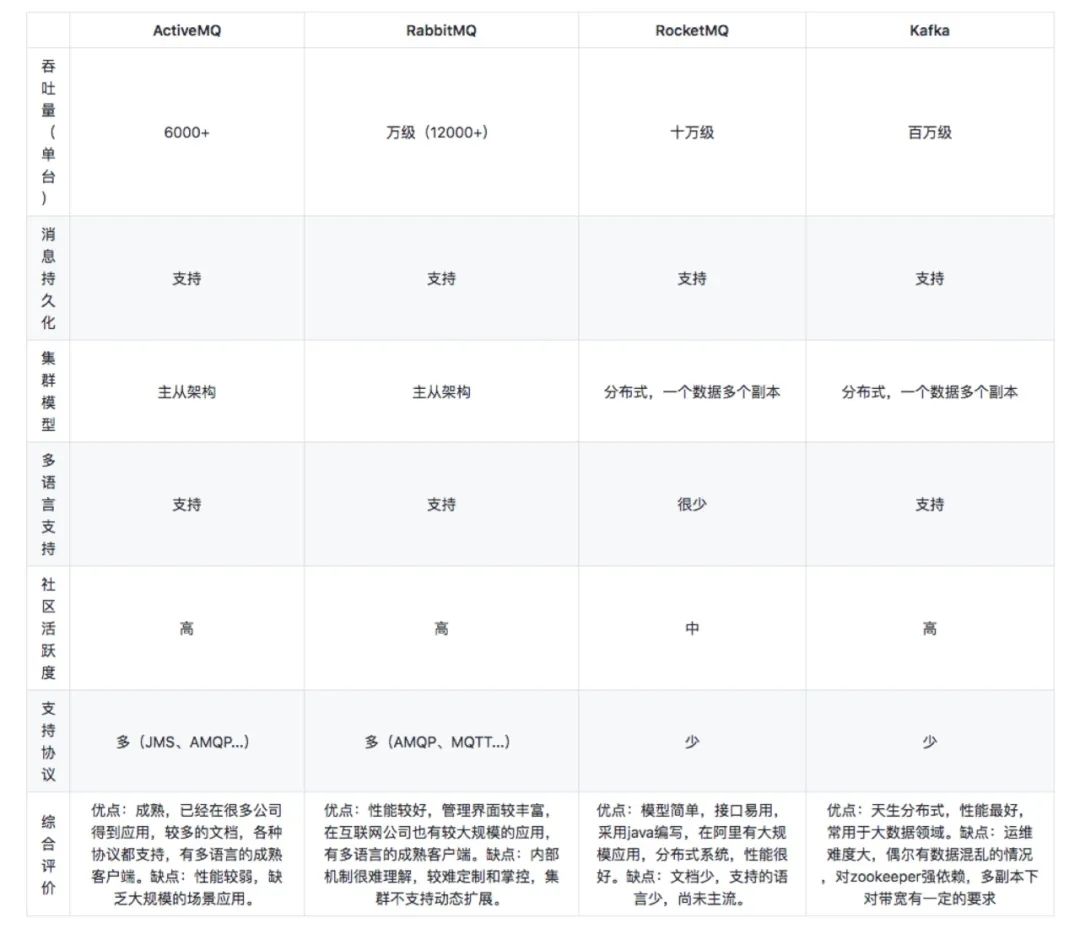 ActiveMQ RabbitMQ RocketMQ Kafka
吞吐量（单台） 6000+ 万级（12000+） 十万级 百万级
消息持久化 支持 支持 支持 支持
集群模型 主从架构 主从架构 分布式，一个数据多个副本 分布式，一个数据多个副本
多语言支持 支持 支持 很少 支持
社区活跃度 高 高 中 高
支持协议 多（JMS、AMQP...） 多（AMQP、MQTT...） 少 少
综合评价
优点：成熟，已经在很多公司
得到应用，较多的文档，各种
协议都支持，有多语言的成熟
客户端。缺点：性能较弱，缺
乏大规模的场景应用。
优点：性能较好，管理界面较丰富，
在互联网公司也有较大规模的应用，
有多语言的成熟客户端。缺点：内部
机制很难理解，较难定制和掌控，集
群不支持动态扩展。
优点：模型简单，接口易用，
采用java编写，在阿里有大规
模应用，分布式系统，性能很
好。缺点：文档少，支持的语
言少，尚未主流。
优点：天生分布式，性能最好，
常用于大数据领域。缺点：运维
难度大，偶尔有数据混乱的情况
，对zookeeper强依赖，多副本下
对带宽有一定的要求